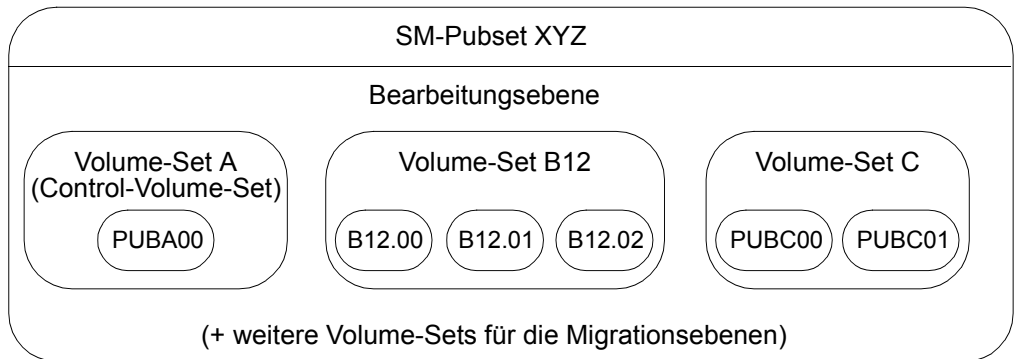 SM-Pubset XYZ
Bearbeitungsebene
Volume-Set A
(Control-Volume-Set)
PUBA00
Volume-Set B12
B12.00 B12.01 B12.02
Volume-Set C
PUBC00 PUBC01
(+ weitere Volume-Sets für die Migrationsebenen)